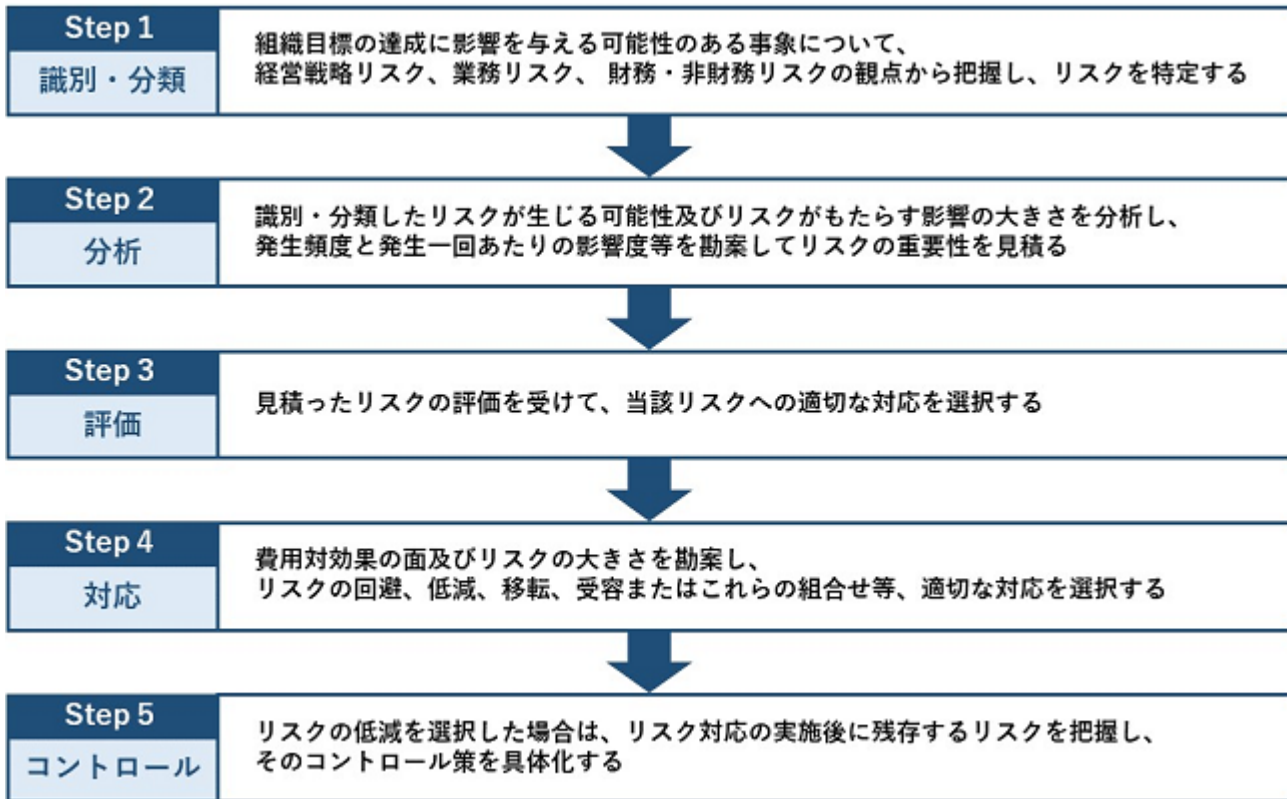 Step 1
識別・分類
組織目標の達成に影響を与える可能性のある事象について、
経営戦略リスク、業務リスク、 財務・非財務リスクの観点から把握し、リスクを特定する
Step 2
分析
識別・分類したリスクが生じる可能性及びリスクがもたらす影響の大きさを分析し、
発生頻度と発生一回あたりの影響度等を勘案してリスクの重要性を見積る
Step 3
評価
見積ったリスクの評価を受けて、当該リスクへの適切な対応を選択する
Step 4
対応
費用対効果の面及びリスクの大きさを勘案し、
リスクの回避、低減、移転、受容またはこれらの組合せ等、適切な対応を選択する
Step 5
コントロール
リスクの低減を選択した場合は、リスク対応の実施後に残存するリスクを把握し、
そのコントロール策を具体化する